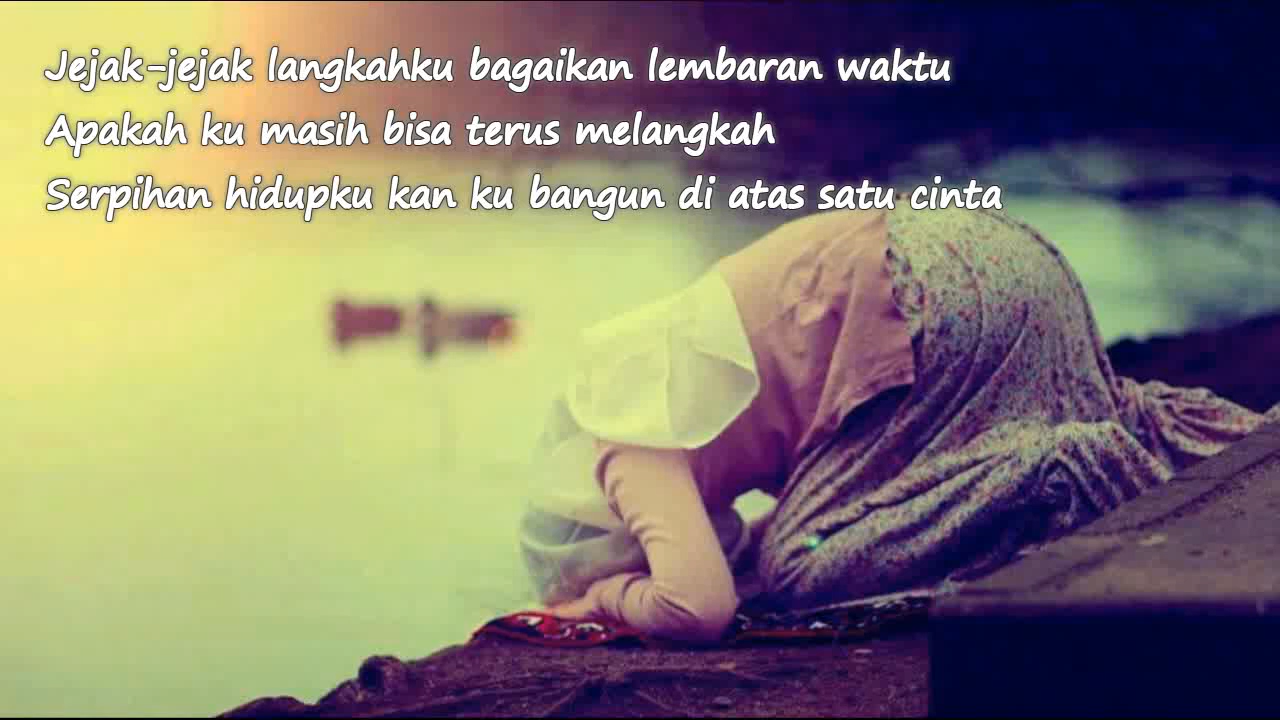 Jejak-jejak langkahku bagaikan lembaran waktu
Apakah ku masih bisa terus melangkah
Serpihan hidupku kan ku bangun di atas satu cinta